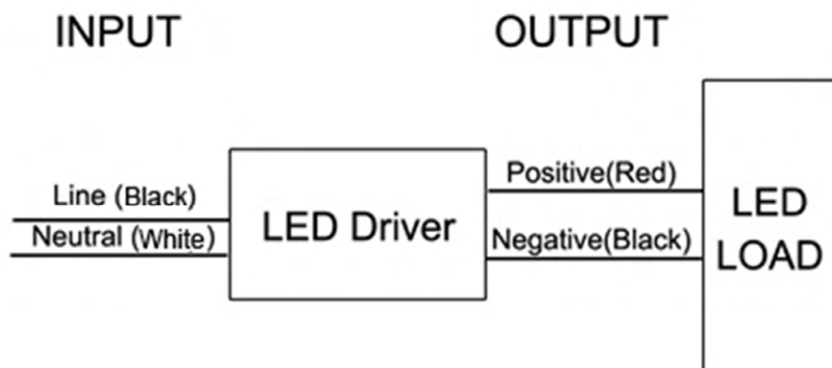 INPUT
OUTPUT
Line (Black)
Neutral (White)
LED Driver
Positive(Red)
Negative(Black)
LED
LOAD